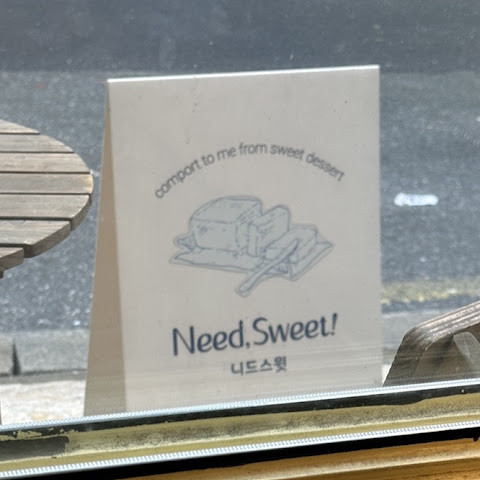 comport to me from sweet dessert
Need,Sweet!
니드스윗